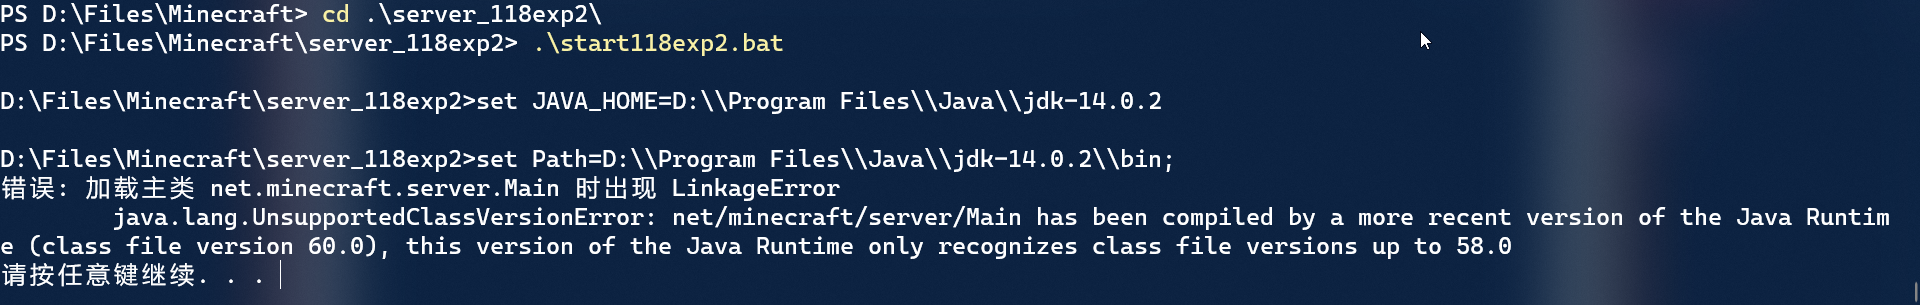 PS D:\Files\Minecraft> cd .\server_118exp2\
PS D:\Files\Minecraft\server_118exp2> .\start118exp2.bat
D:\Files\Minecraft\server_118exp2>set JAVA_HOME=D:\\Program Files\\Java\\jdk-14.0.2
D:\Files\Minecraft\server_118exp2>set Path=D:\\Program Files\\Java\\jdk-14.0.2\\bin;
错误: 加载主类 net.minecraft.server.Main 时出现 LinkageError
java.lang.UnsupportedClassVersionError: net/minecraft/server/Main has been compiled by a more recent version of the Java Runtim
e (class file version 60.0), this version of the Java Runtime only recognizes class file versions up to 58.0
请按任意键继续. . .